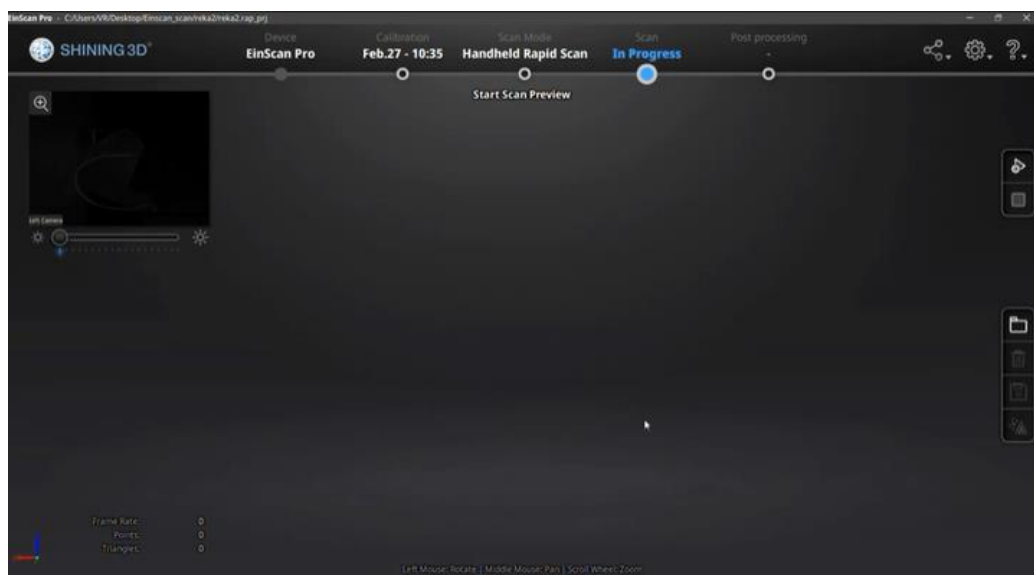 EinScan Pro - C:/Users/VR/Desktop/Einscan_scan/reka2/reka2.rap_prj
SHINING 3D®
Device
EinScan Pro
Calibration
Feb.27 - 10:35
Scan Mode
Handheld Rapid Scan
Scan
In Progress
Post processing
-
Start Scan Preview
Left Camera
Frame Rate: 0
Points: 0
Triangles: 0
Left Mouse: Rotate | Middle Mouse: Pan | Scroll Wheel: Zoom